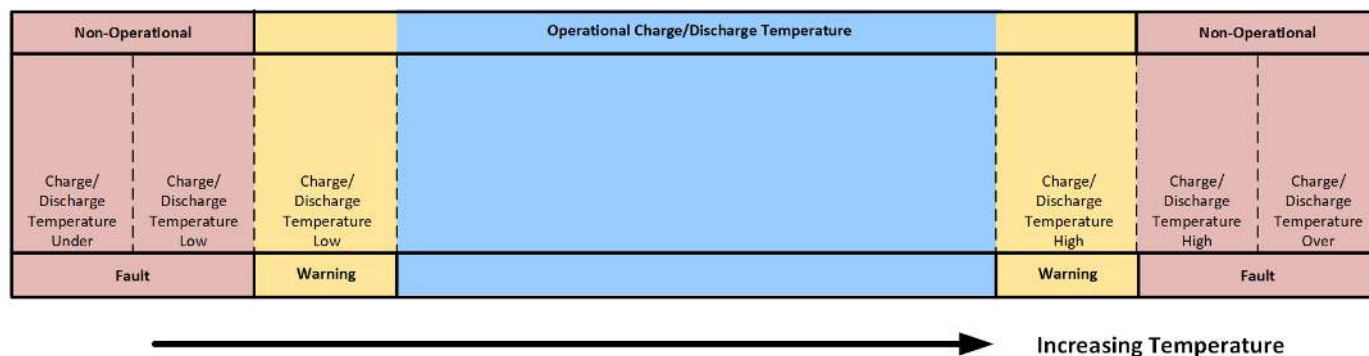 Non-Operational
Operational Charge/Discharge Temperature
Non-Operational
Charge/
Discharge
Temperature
Under
Charge/
Discharge
Temperature
Low
Charge/
Discharge
Temperature
Low
Charge/
Discharge
Temperature
High
Charge/
Discharge
Temperature
High
Charge/
Discharge
Temperature
Over
Fault
Warning
Warning
Fault
Increasing Temperature